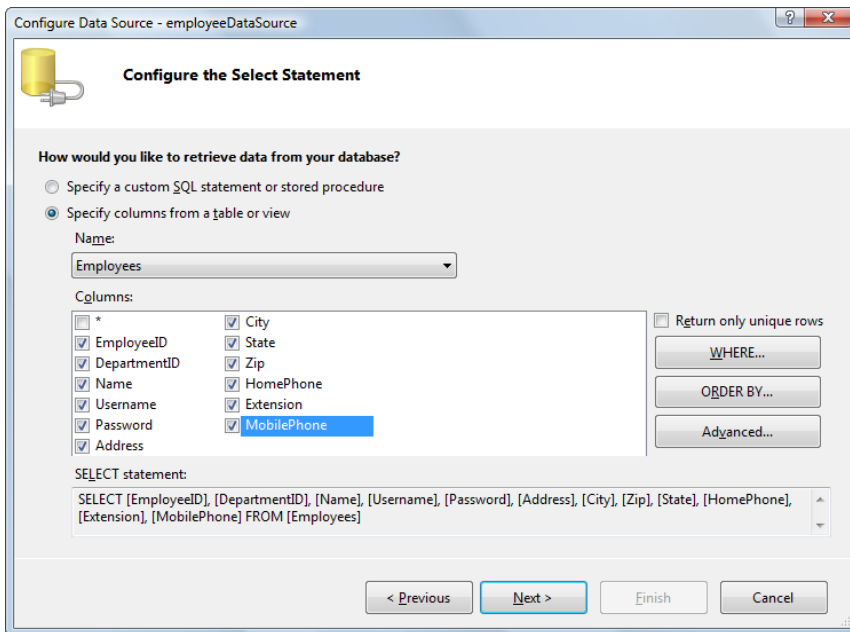 Configure Data Source - employeeDataSource
Configure the Select Statement
How would you like to retrieve data from your database?
Specify a custom SQL statement or stored procedure
Specify columns from a table or view
Name:
Employees
Columns:
*
EmployeeID
DepartmentID
Name
Username
Password
Address
City
State
Zip
HomePhone
Extension
MobilePhone
Return only unique rows
WHERE...
ORDER BY...
Advanced...
SELECT statement:
SELECT [EmployeeID], [DepartmentID], [Name], [Username], [Password], [Address], [City], [Zip], [State], [HomePhone],
[Extension], [MobilePhone] FROM [Employees]
< Previous
Next >
Finish
Cancel